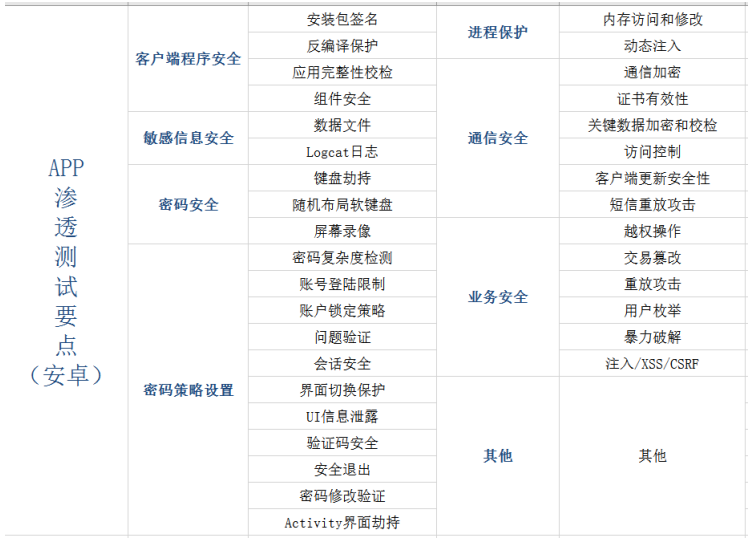 APP
渗
透
测
试
要
点
（安卓）
客户端程序安全
安装包签名
反编译保护
应用完整性校检
组件安全
敏感信息安全
数据文件
Logcat日志
密码安全
键盘劫持
随机布局软键盘
屏幕录像
密码策略设置
密码复杂度检测
账号登陆限制
账户锁定策略
问题验证
会话安全
界面切换保护
UI信息泄露
验证码安全
安全退出
密码修改验证
Activity界面劫持
进程保护
内存访问和修改
动态注入
通信安全
通信加密
证书有效性
关键数据加密和校检
访问控制
客户端更新安全性
短信重放攻击
业务安全
越权操作
交易篡改
重放攻击
用户枚举
暴力破解
注入/XSS/CSRF
其他
其他